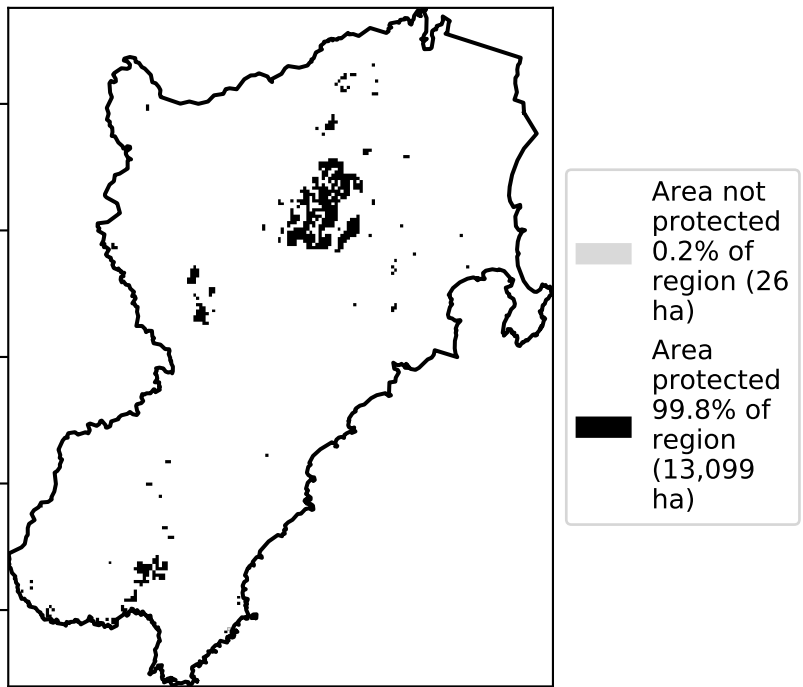 Area not
protected
0.2% of
region (26
ha)
Area
protected
99.8% of
region
(13,099
ha)